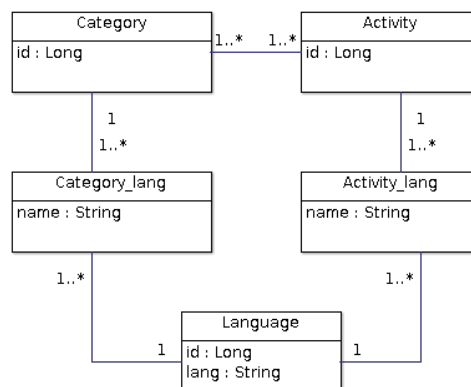 Category
id : Long
1..*
1..*
Activity
id : Long
1
1..*
1
1..*
Category_lang
name : String
Activity_lang
name : String
1..*
1..*
Language
id : Long
lang : String
1
1